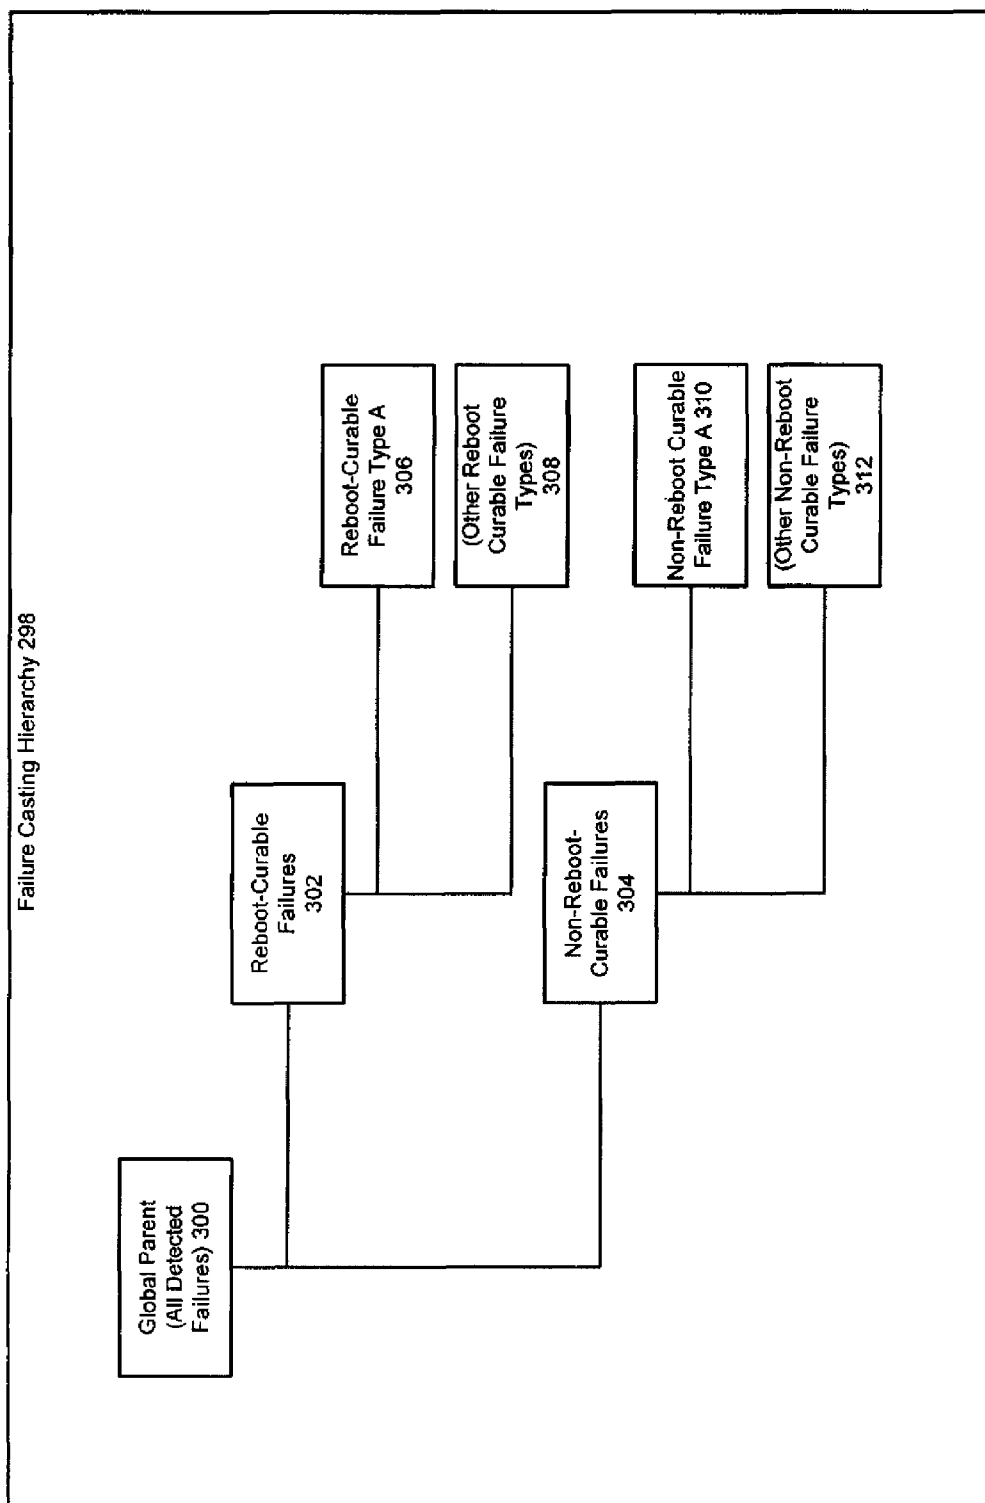 Failure Casting Hierarchy 298
Global Parent
(All Detected
Failures) 300
Reboot-Curable
Failures
302
Reboot-Curable
Failure Type A
306
(Other Reboot
Curable Failure
Types)
308
Non-Reboot-
Curable Failures
304
Non-Reboot Curable
Failure Type A 310
(Other Non-Reboot
Curable Failure
Types)
312